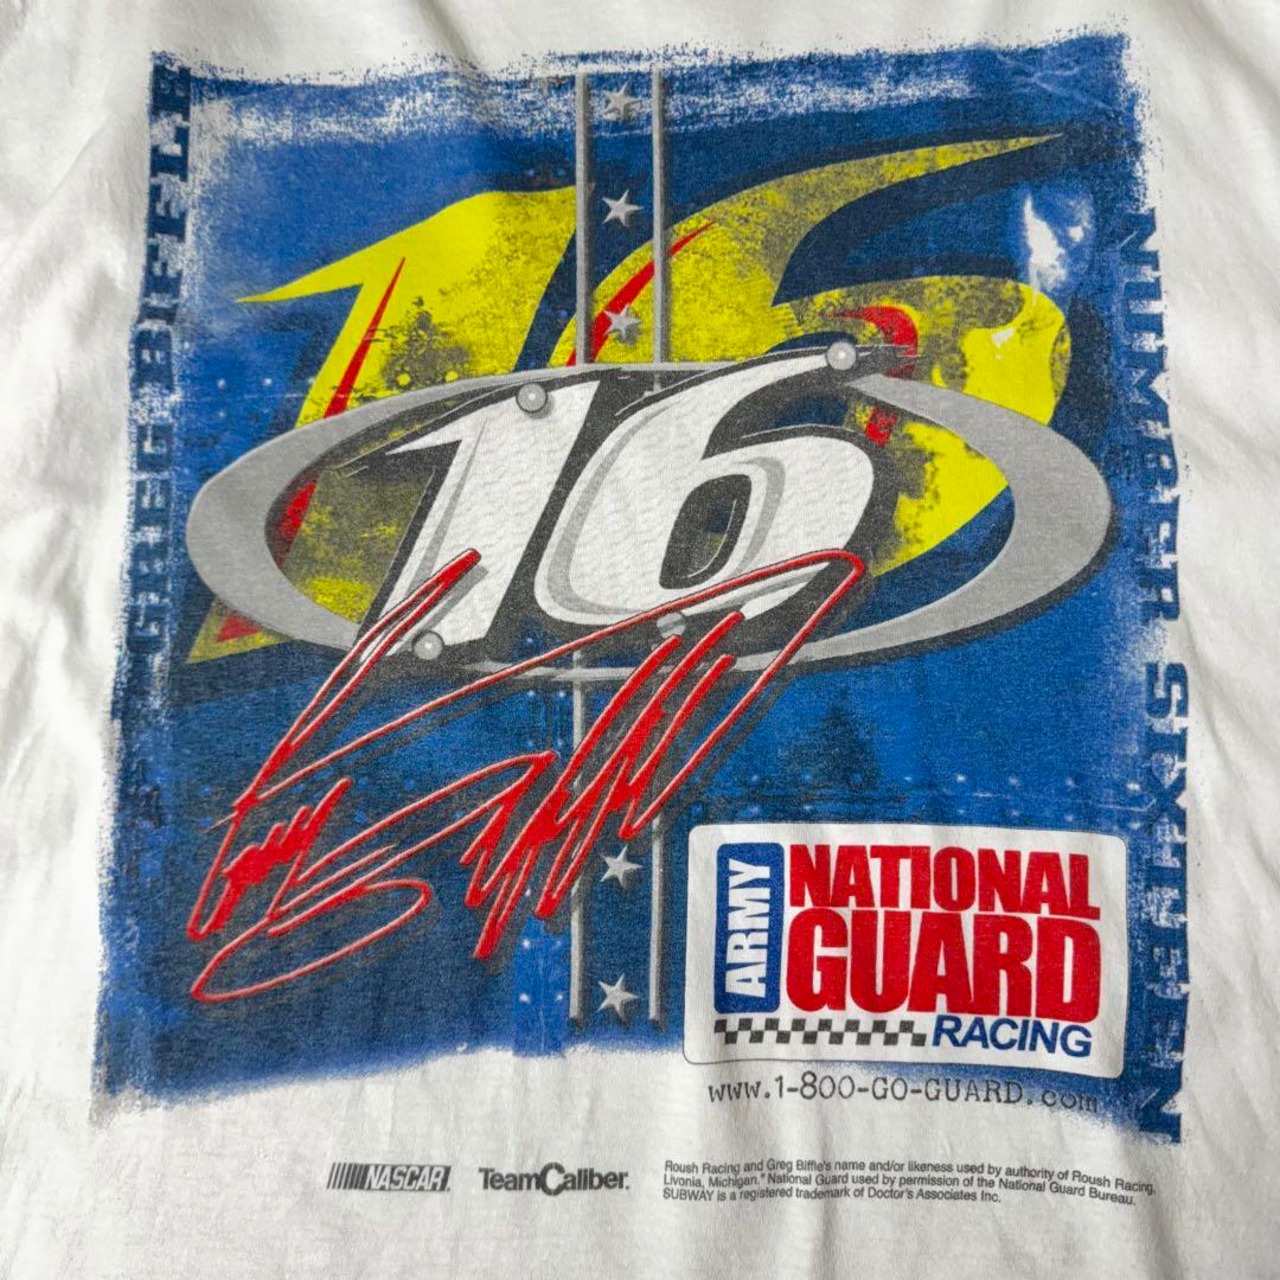 GREG BIFFLE
NUMBER SIXTEEN
16
16
Greg Biffle
ARMY
NATIONAL
GUARD
RACING
www.1-800-GO-GUARD.com
NASCAR.
TeamCaliber.
Roush Racing and Greg Biffle's name and/or likeness used by authority of Roush Racing,
Livonia, Michigan." National Guard used by permission of the National Guard Bureau.
SUBWAY is a registered trademark of Doctor's Associates Inc.